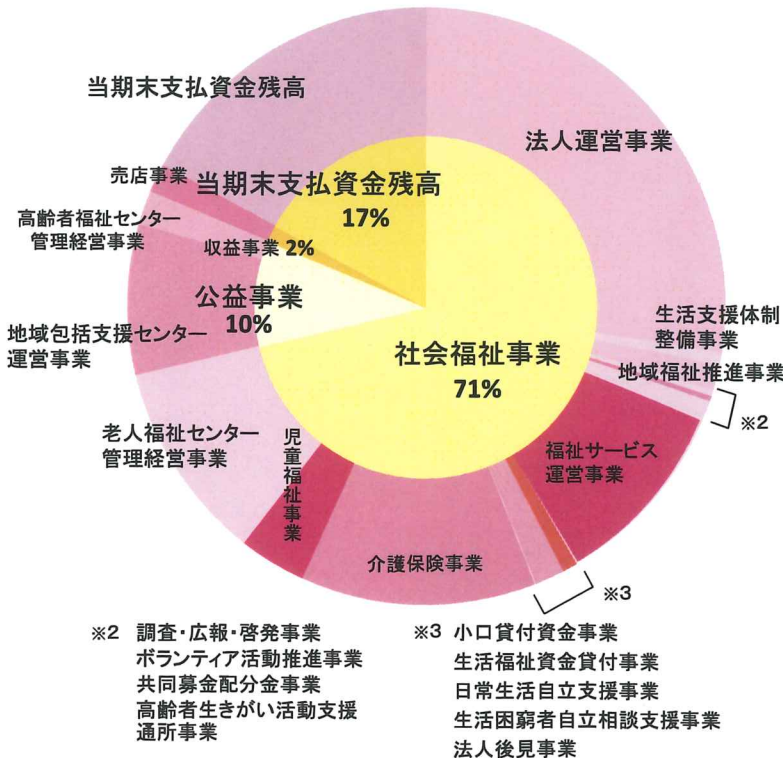 当期末支払資金残高
法人運営事業
売店事業
当期末支払資金残高
17%
高齢者福祉センター
管理経営事業
収益事業 2%
公益事業
10%
生活支援体制
整備事業
地域包括支援センター
運営事業
社会福祉事業
71%
地域福祉推進事業
※2
老人福祉センター
管理経営事業
児童福祉事業
福祉サービス
運営事業
介護保険事業
※3
※2 調査・広報・啓発事業
ボランティア活動推進事業
共同募金配分金事業
高齢者生きがい活動支援
通所事業
※3 小口貸付資金事業
生活福祉資金貸付事業
日常生活自立支援事業
生活困窮者自立相談支援事業
法人後見事業